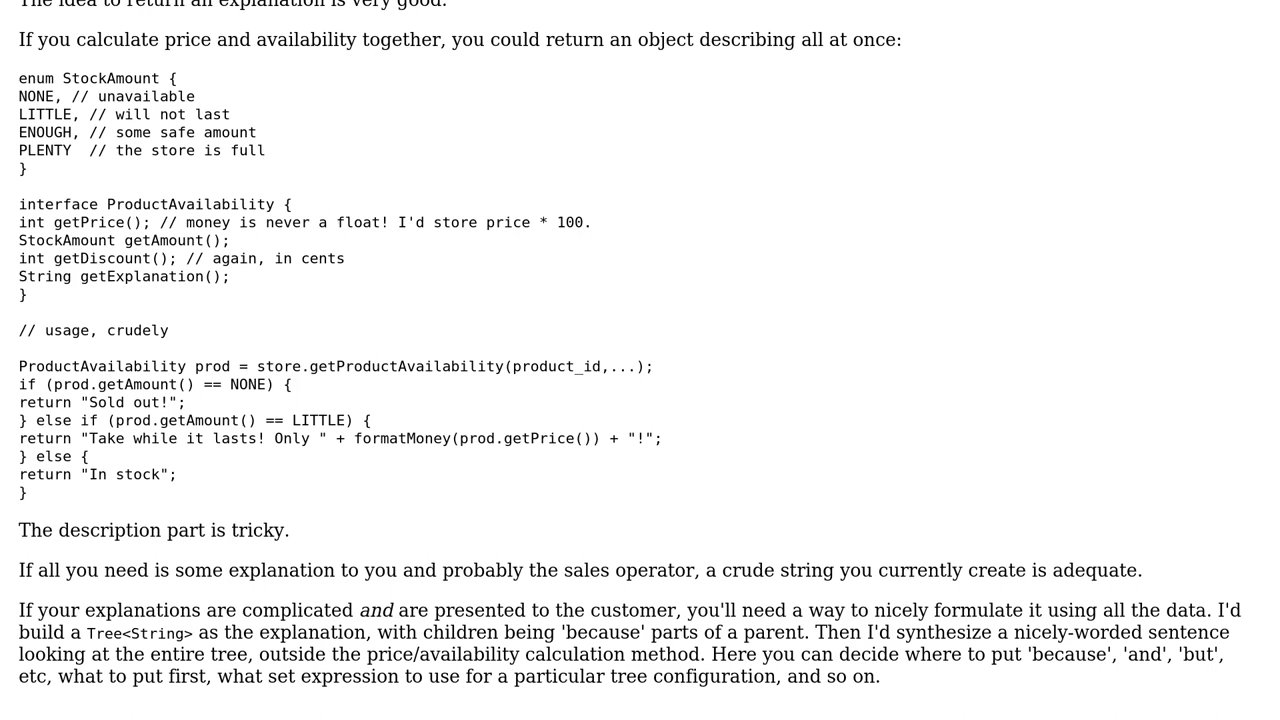 The idea to return an explanation is very good.
If you calculate price and availability together, you could return an object describing all at once:
enum StockAmount {
NONE, // unavailable
LITTLE, // will not last
ENOUGH, // some safe amount
PLENTY  // the store is full
}
interface ProductAvailability {
int getPrice(); // money is never a float! I'd store price * 100.
StockAmount getAmount();
int getDiscount(); // again, in cents
String getExplanation();
}
// usage, crudely
ProductAvailability prod = store.getProductAvailability(product_id,...);
if (prod.getAmount() == NONE) {
return "Sold out!";
} else if (prod.getAmount() == LITTLE) {
return "Take while it lasts! Only " + formatMoney(prod.getPrice()) + "!";
} else {
return "In stock";
}
The description part is tricky.
If all you need is some explanation to you and probably the sales operator, a crude string you currently create is adequate.
If your explanations are complicated and are presented to the customer, you'll need a way to nicely formulate it using all the data. I'd
build a Tree<String> as the explanation, with children being 'because' parts of a parent. Then I'd synthesize a nicely-worded sentence
looking at the entire tree, outside the price/availability calculation method. Here you can decide where to put 'because', 'and', 'but',
etc, what to put first, what set expression to use for a particular tree configuration, and so on.